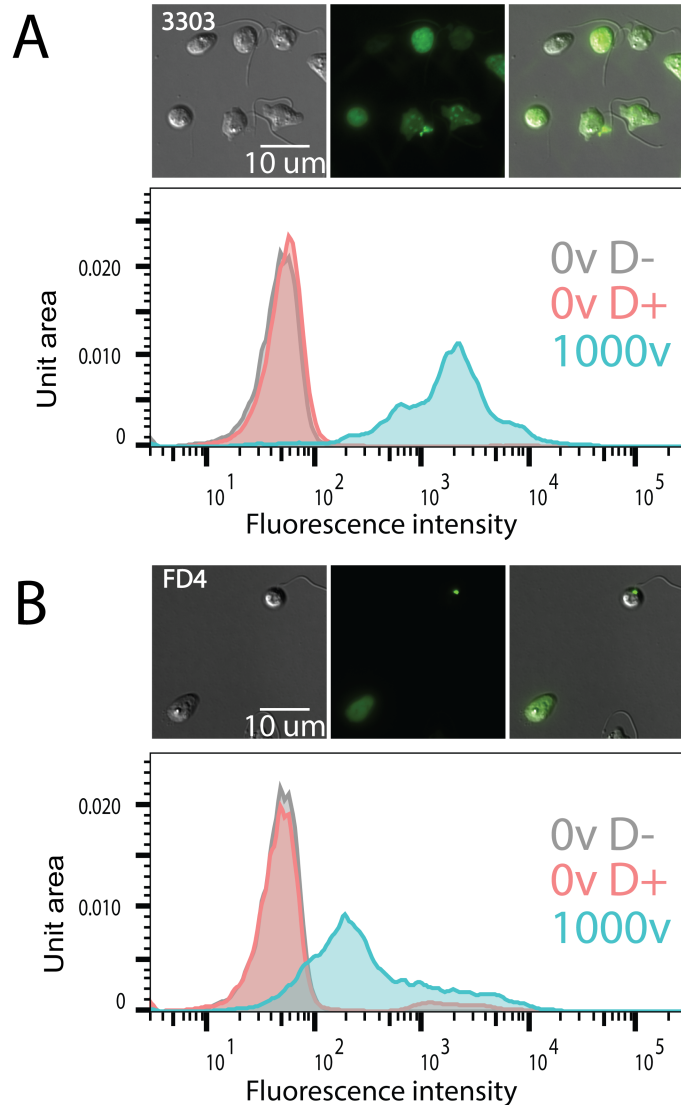 A
3303
10 um
0v D-
0v D+
1000v
0.020
0.010
0
Unit area
10^1 10^2 10^3 10^4 10^5
Fluorescence intensity
B
FD4
10 um
0v D-
0v D+
1000v
0.020
0.010
0
Unit area
10^1 10^2 10^3 10^4 10^5
Fluorescence intensity